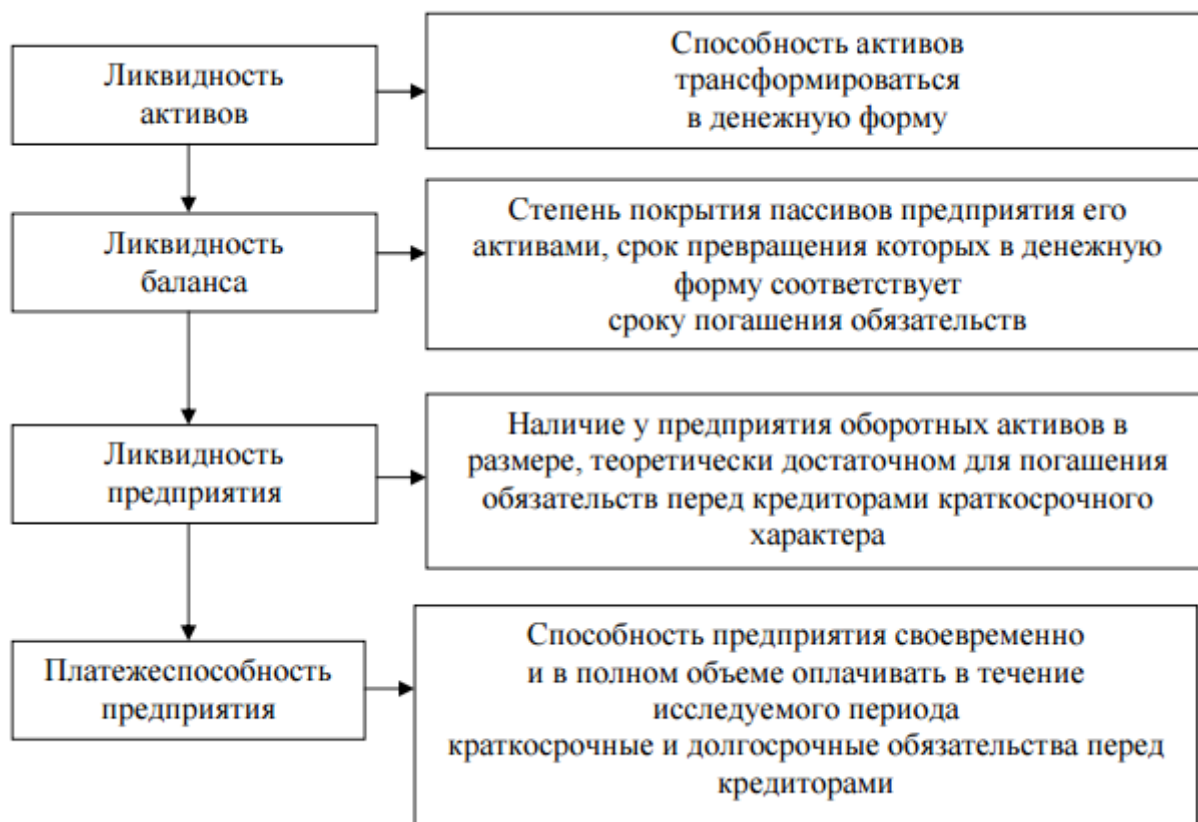 Ликвидность
активов
Способность активов
трансформироваться
в денежную форму
Ликвидность
баланса
Степень покрытия пассивов предприятия его
активами, срок превращения которых в денежную
форму соответствует
сроку погашения обязательств
Ликвидность
предприятия
Наличие у предприятия оборотных активов в
размере, теоретически достаточном для погашения
обязательств перед кредиторами краткосрочного
характера
Платежеспособность
предприятия
Способность предприятия своевременно
и в полном объеме оплачивать в течение
исследуемого периода
краткосрочные и долгосрочные обязательства перед
кредиторами